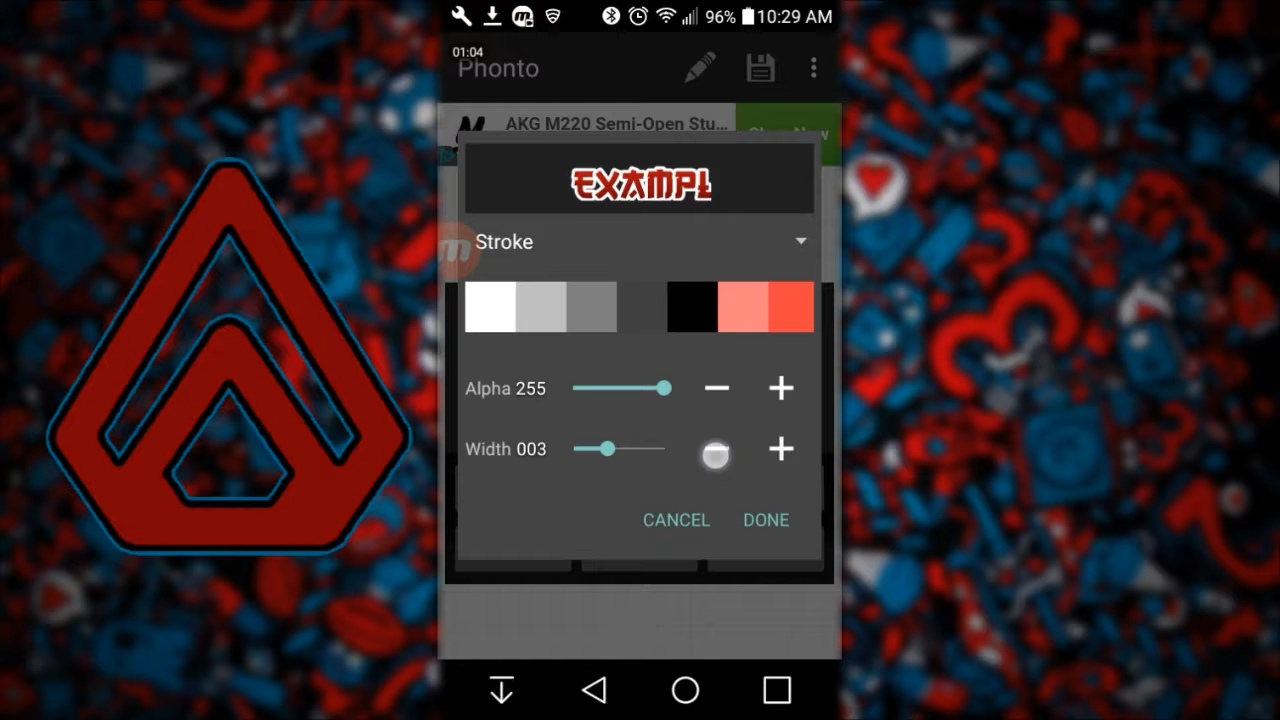 96% 10:29 AM
01:04
Phonto
AKG M220 Semi-Open Stu...
EXAMPL
Stroke
Alpha 255
Width 003
CANCEL DONE